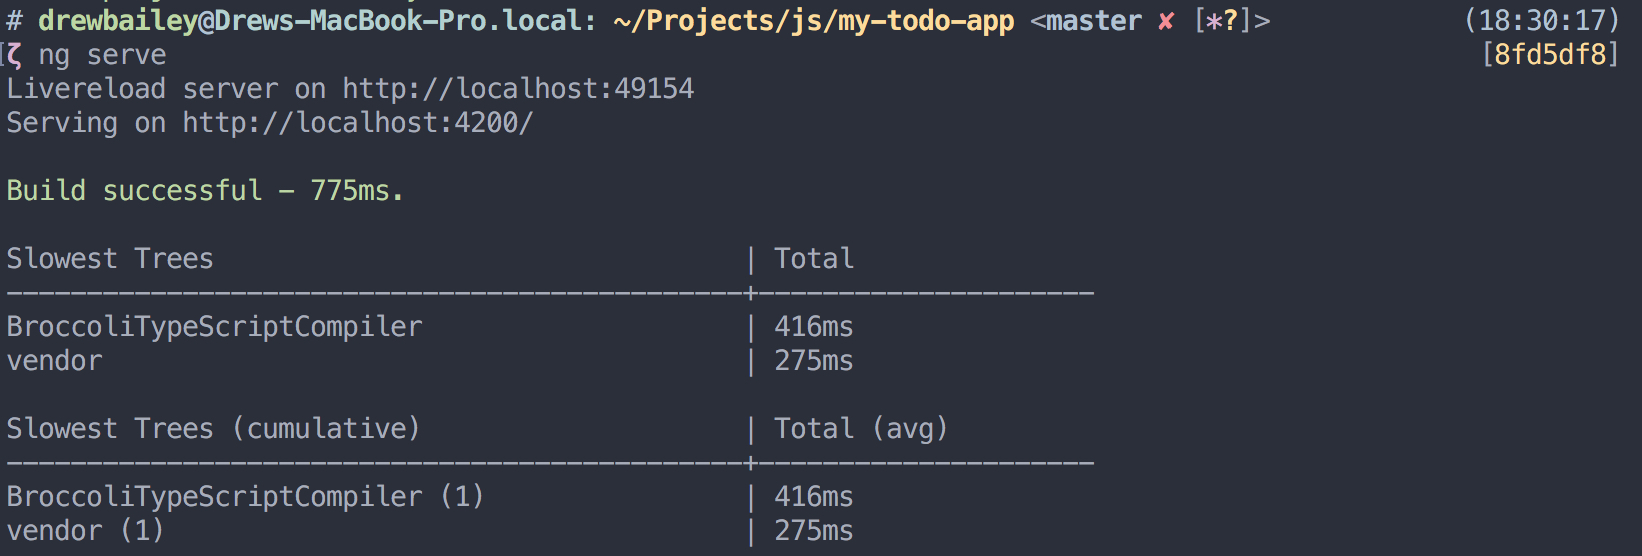 # drewbailey@Drews-MacBook-Pro.local: ~/Projects/js/my-todo-app <master ✘ [*?]> (18:30:17)
[ζ ng serve [8fd5df8]
Livereload server on http://localhost:49154
Serving on http://localhost:4200/
Build successful - 775ms.
Slowest Trees | Total
----------------------------------------------+---------------------
BroccoliTypeScriptCompiler | 416ms
vendor | 275ms
Slowest Trees (cumulative) | Total (avg)
----------------------------------------------+---------------------
BroccoliTypeScriptCompiler (1) | 416ms
vendor (1) | 275ms